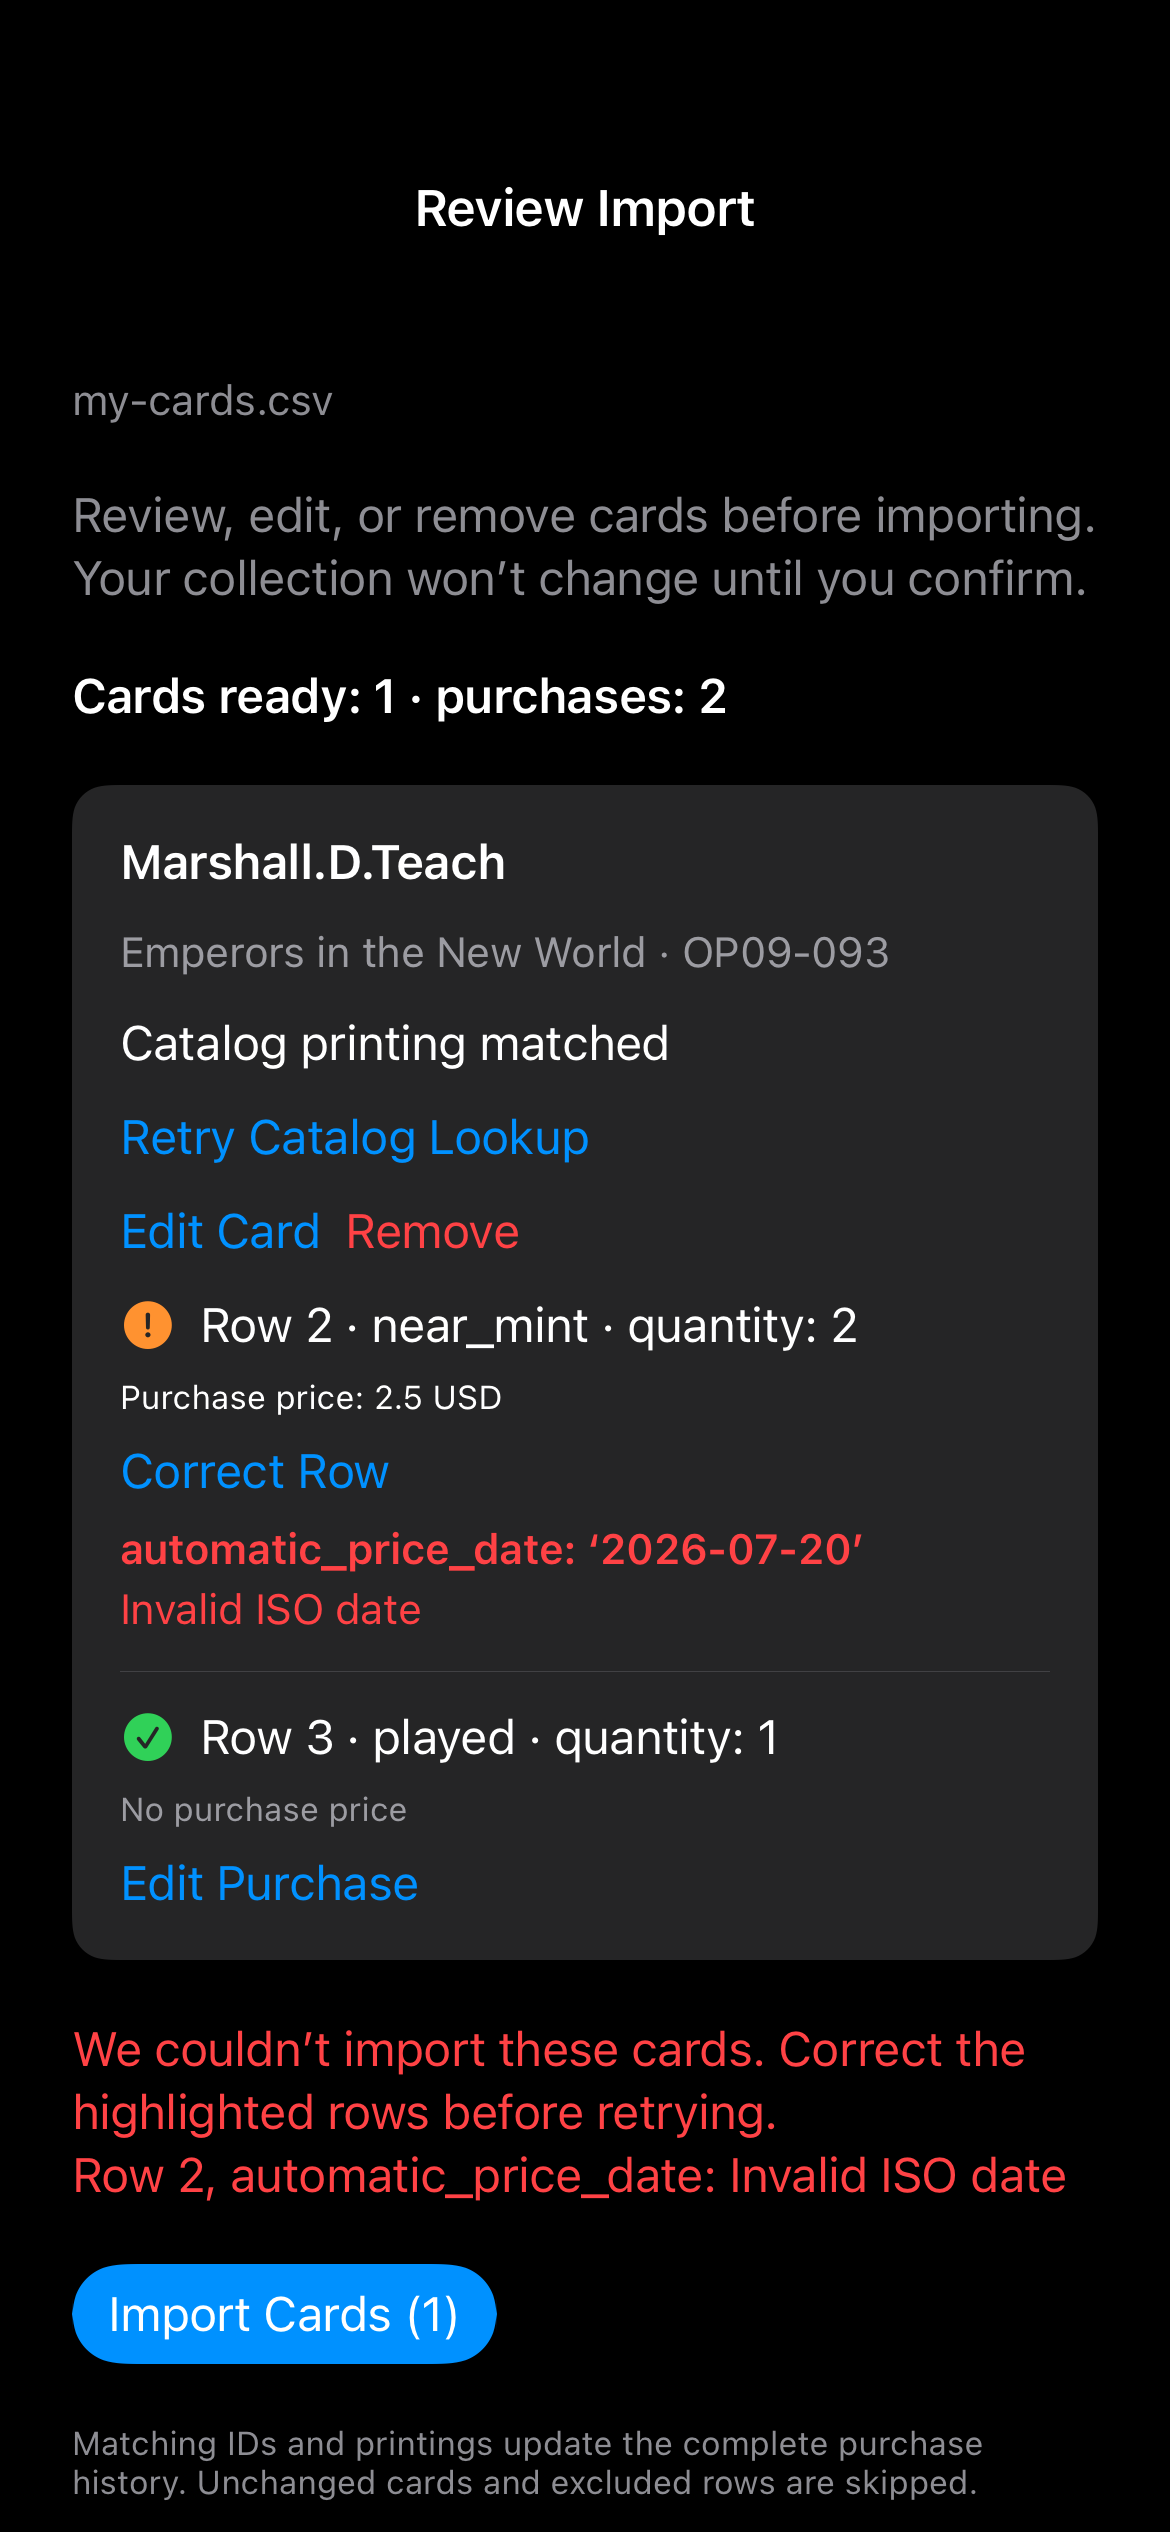 Review Import
my-cards.csv
Review, edit, or remove cards before importing.
Your collection won’t change until you confirm.
Cards ready: 1 · purchases: 2
Marshall.D.Teach
Emperors in the New World · OP09-093
Catalog printing matched
Retry Catalog Lookup
Edit Card Remove
! Row 2 · near_mint · quantity: 2
Purchase price: 2.5 USD
Correct Row
automatic_price_date: ‘2026-07-20’
Invalid ISO date
Row 3 · played · quantity: 1
No purchase price
Edit Purchase
We couldn’t import these cards. Correct the
highlighted rows before retrying.
Row 2, automatic_price_date: Invalid ISO date
Import Cards (1)
Matching IDs and printings update the complete purchase
history. Unchanged cards and excluded rows are skipped.